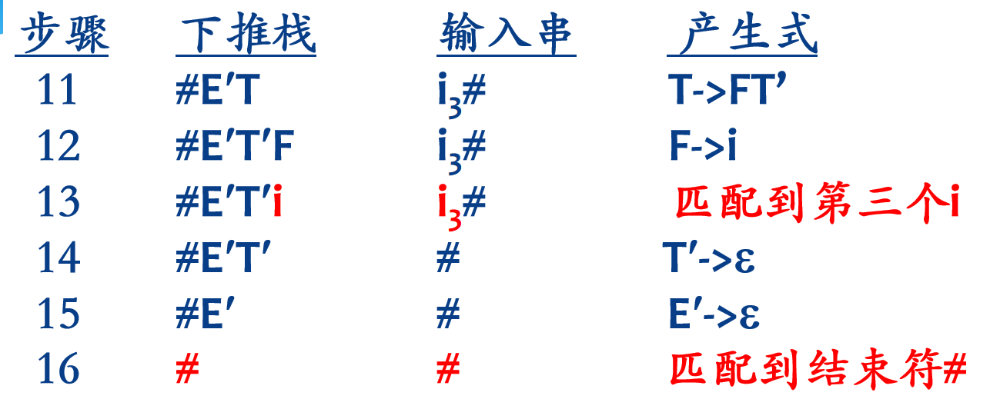 步骤 下推栈 输入串 产生式
11 #E′T i₃# T->FT’
12 #E′T′F i₃# F->i
13 #E′T′i i₃# 匹配到第三个i
14 #E′T′ # T′->ε
15 #E′ # E′->ε
16 # # 匹配到结束符#